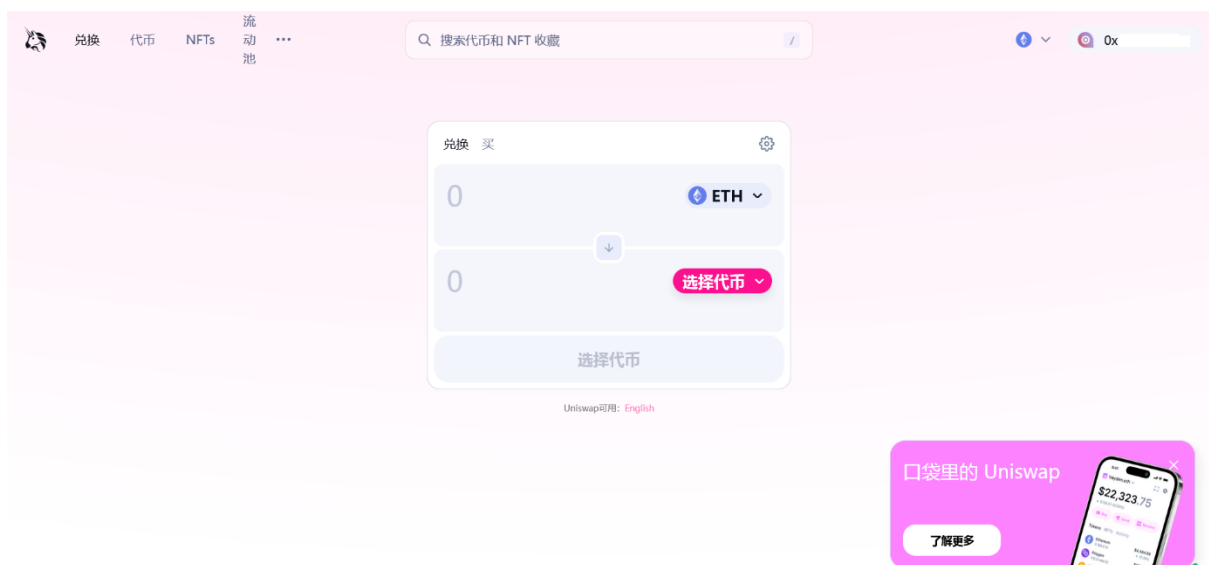 兑换 代币 NFTs 流动池 ••• 搜索代币和 NFT 收藏 / 0x
兑换 买
0 ETH
0 选择代币
选择代币
Uniswap可用: English
口袋里的 Uniswap
$22,323.75
了解更多
Ethereum